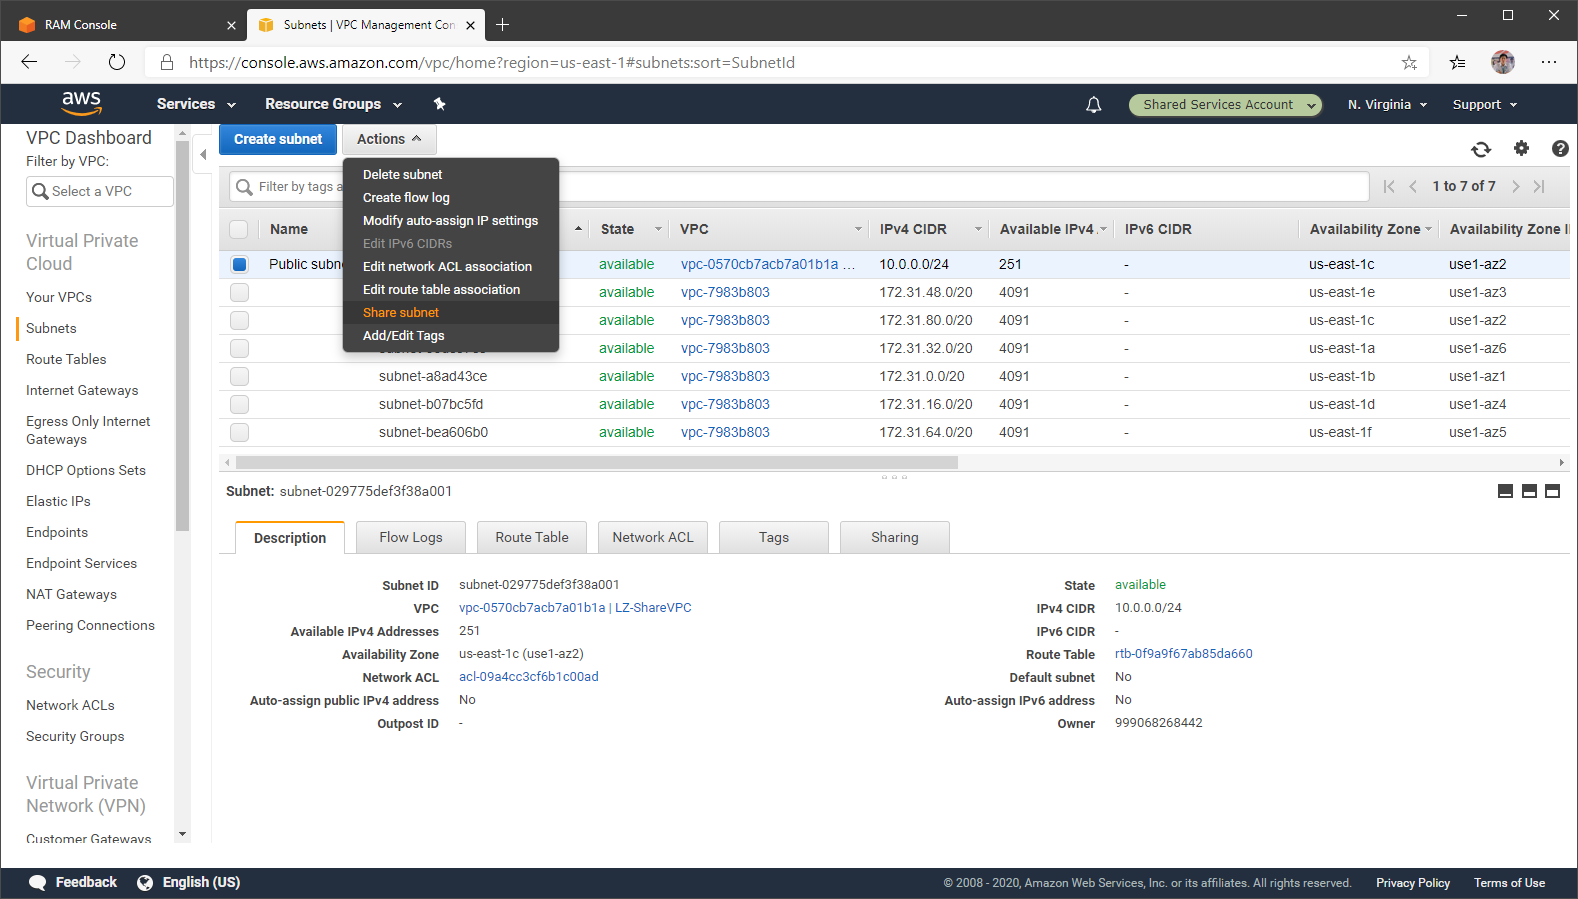 RAM Console
Subnets | VPC Management Con
https://console.aws.amazon.com/vpc/home?region=us-east-1#subnets:sort=SubnetId
aws Services Resource Groups Shared Services Account N. Virginia Support
VPC Dashboard
Filter by VPC:
Select a VPC
Virtual Private
Cloud
Your VPCs
Subnets
Route Tables
Internet Gateways
Egress Only Internet
Gateways
DHCP Options Sets
Elastic IPs
Endpoints
Endpoint Services
NAT Gateways
Peering Connections
Security
Network ACLs
Security Groups
Virtual Private
Network (VPN)
Customer Gateways
Create subnet Actions
Delete subnet
Create flow log
Modify auto-assign IP settings
Edit IPv6 CIDRs
Edit network ACL association
Edit route table association
Share subnet
Add/Edit Tags
Filter by tags a
1 to 7 of 7
Name State VPC IPv4 CIDR Available IPv4 IPv6 CIDR Availability Zone Availability Zone I
Public subn available vpc-0570cb7acb7a01b1a ... 10.0.0.0/24 251 - us-east-1c use1-az2
available vpc-7983b803 172.31.48.0/20 4091 - us-east-1e use1-az3
available vpc-7983b803 172.31.80.0/20 4091 - us-east-1c use1-az2
available vpc-7983b803 172.31.32.0/20 4091 - us-east-1a use1-az6
subnet-a8ad43ce available vpc-7983b803 172.31.0.0/20 4091 - us-east-1b use1-az1
subnet-b07bc5fd available vpc-7983b803 172.31.16.0/20 4091 - us-east-1d use1-az4
subnet-bea606b0 available vpc-7983b803 172.31.64.0/20 4091 - us-east-1f use1-az5
Subnet: subnet-029775def3f38a001
Description Flow Logs Route Table Network ACL Tags Sharing
Subnet ID subnet-029775def3f38a001 State available
VPC vpc-0570cb7acb7a01b1a | LZ-ShareVPC IPv4 CIDR 10.0.0.0/24
Available IPv4 Addresses 251 IPv6 CIDR -
Availability Zone us-east-1c (use1-az2) Route Table rtb-0f9a9f67ab85da660
Network ACL acl-09a4cc3cf6b1c00ad Default subnet No
Auto-assign public IPv4 address No Auto-assign IPv6 address No
Outpost ID - Owner 999068268442
Feedback English (US) © 2008 - 2020, Amazon Web Services, Inc. or its affiliates. All rights reserved. Privacy Policy Terms of Use